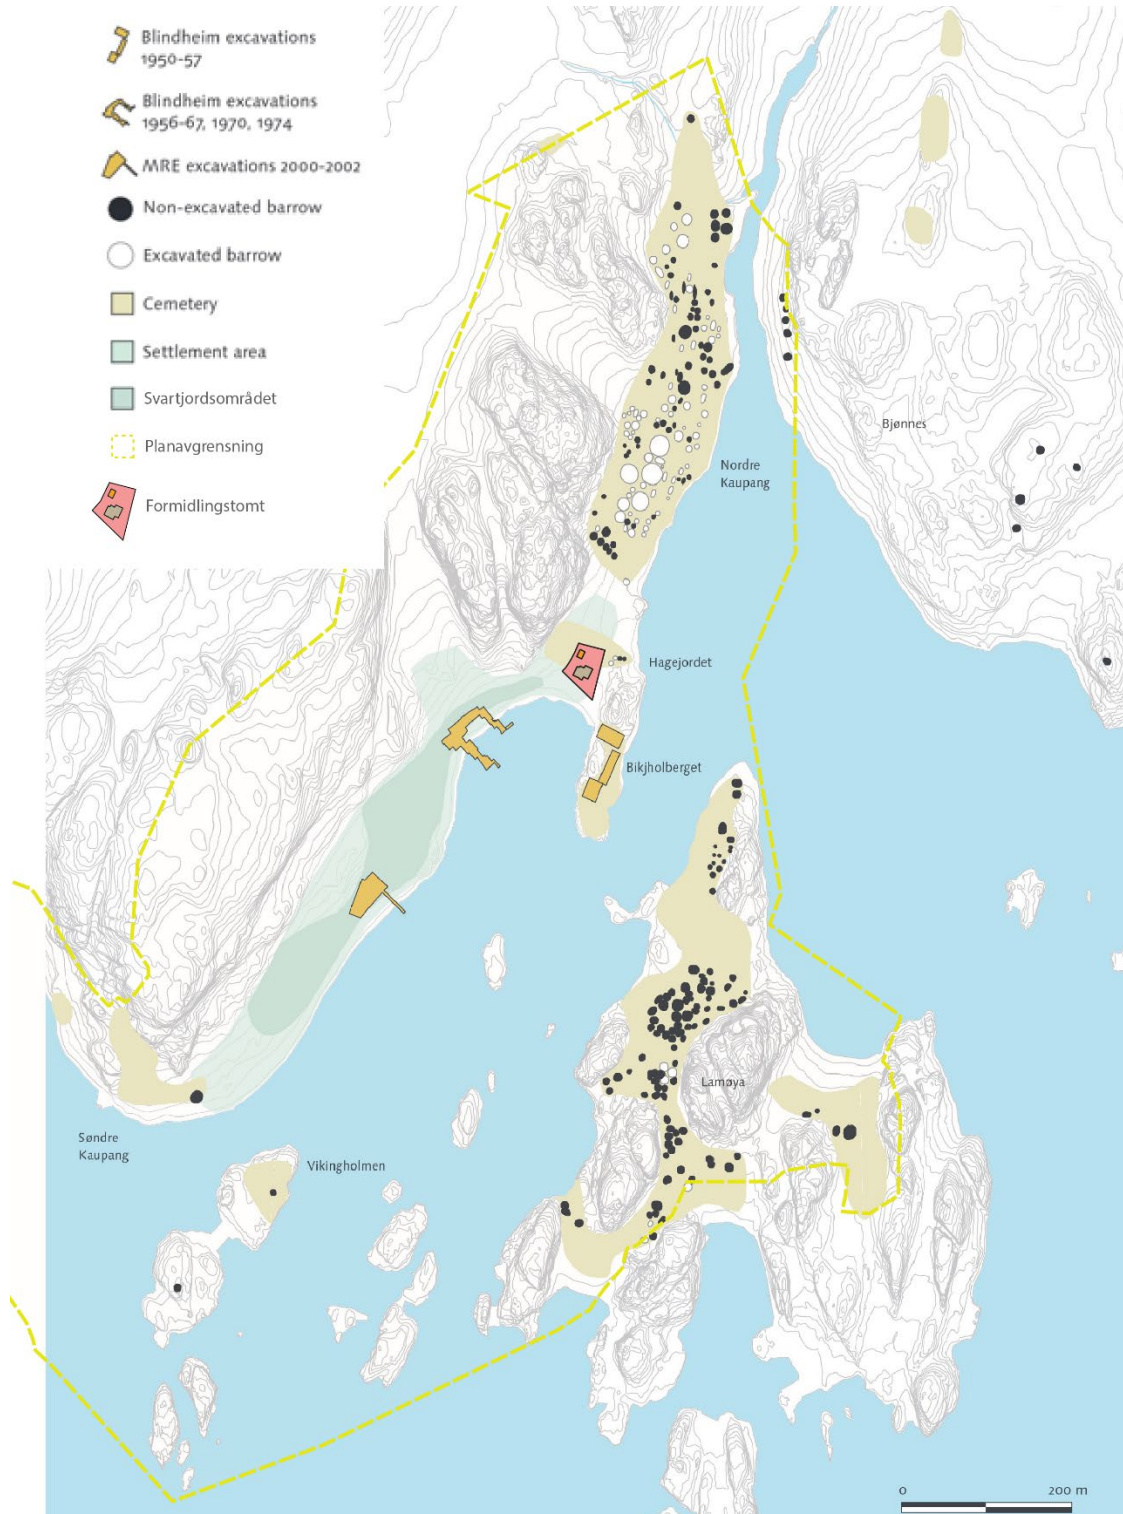 Blindheim excavations
1950-57
Blindheim excavations
1956-67, 1970, 1974
MRE excavations 2000-2002
Non-excavated barrow
Excavated barrow
Cemetery
Settlement area
Svartjordsområdet
Planavgrensning
Formidlingstomt
Bjønnes
Nordre
Kaupang
Hagejordet
Bikjholberget
Lamøya
Søndre
Kaupang
Vikingholmen
0 200 m